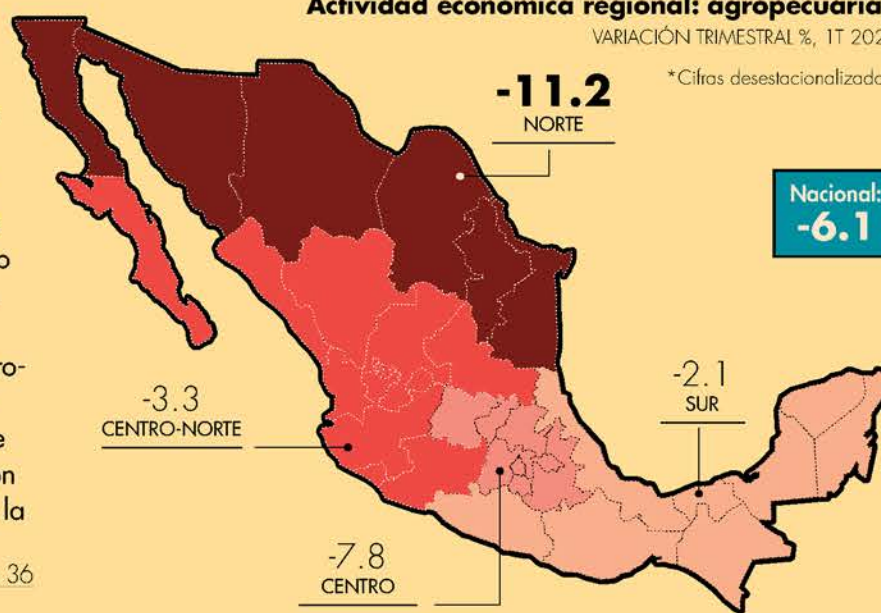 Actividad económica regional: agropecuaria
VARIACIÓN TRIMESTRAL %, 1T 202
*Cifras desestacionalizada
-11.2
NORTE
Nacional:
-6.1
-3.3
CENTRO-NORTE
-2.1
SUR
-7.8
CENTRO
o
ro-
e
on
la
36